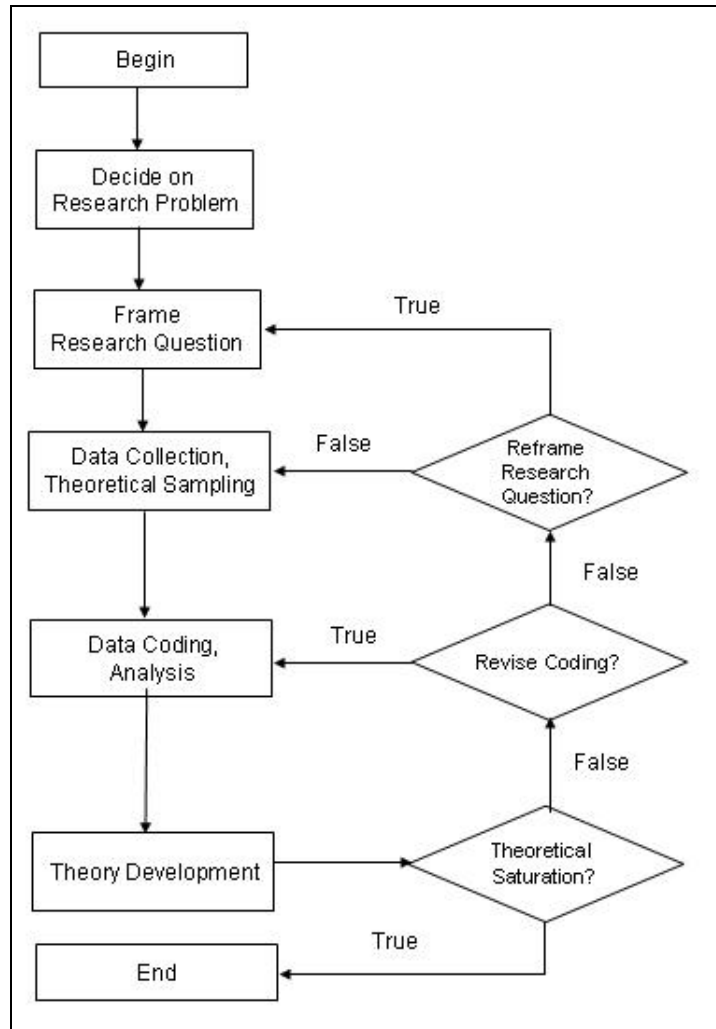 Begin
Decide on
Research Problem
Frame
Research Question
True
Data Collection,
Theoretical Sampling
False
Reframe
Research
Question?
False
Data Coding,
Analysis
True
Revise Coding?
False
Theory Development
Theoretical
Saturation?
True
End